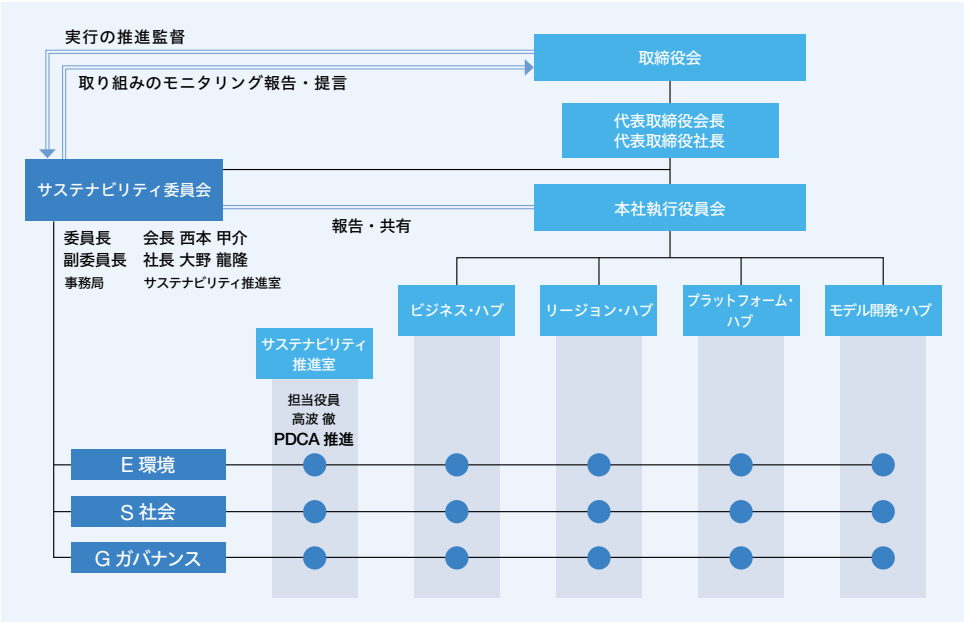 実行の推進監督
取り組みのモニタリング報告・提言
取締役会
代表取締役会長
代表取締役社長
サステナビリティ委員会
本社執行役員会
報告・共有
委員長 会長 西本 甲介
副委員長 社長 大野 龍隆
事務局 サステナビリティ推進室
ビジネス・ハブ
リージョン・ハブ
プラットフォーム・
ハブ
モデル開発・ハブ
サステナビリティ
推進室
担当役員
高波 徹
PDCA 推進
E 環境
S 社会
G ガバナンス